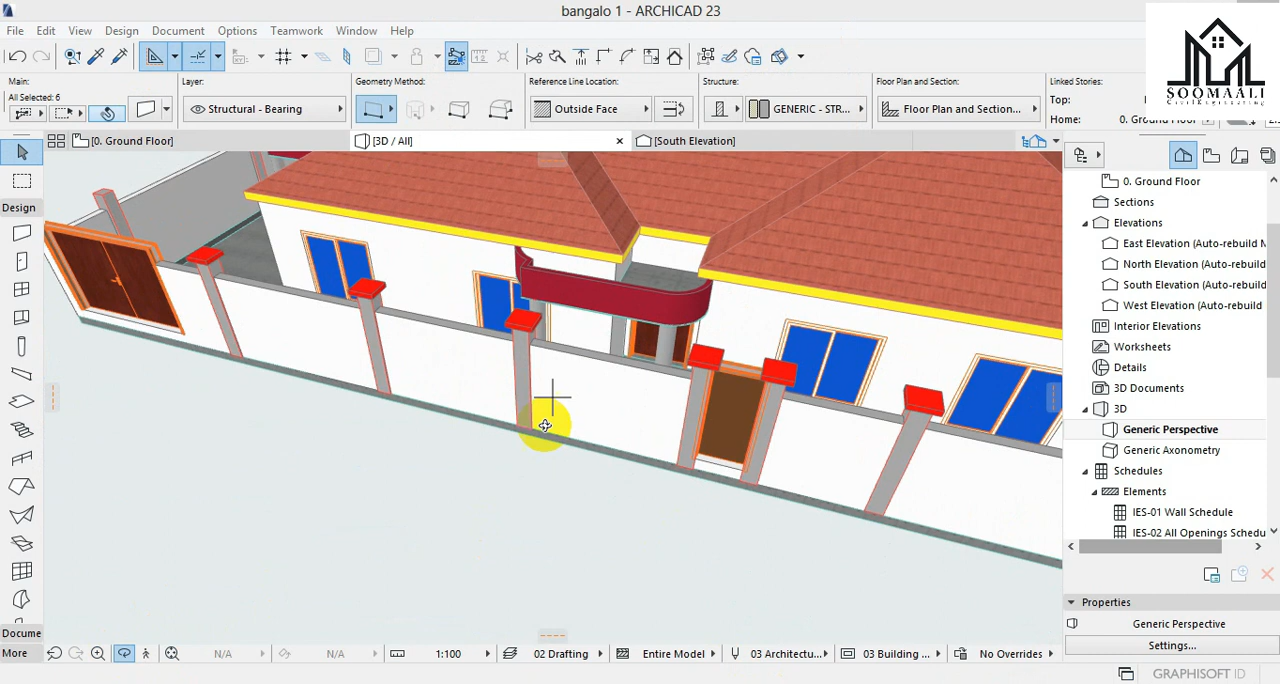 bangalo 1 - ARCHICAD 23
File Edit View Design Document Options Teamwork Window Help
SOOMAALI
Civil Engineering
Main: Layer: Geometry Method: Reference Line Location: Structure: Floor Plan and Section: Linked Stories:
All Selected: 6
Structural - Bearing
Outside Face
GENERIC - STR...
Floor Plan and Section...
Top:
Home: 0. Ground Floor
[0. Ground Floor]
[3D / All]
[South Elevation]
Design
0. Ground Floor
Sections
Elevations
East Elevation (Auto-rebuild M
North Elevation (Auto-rebuild
South Elevation (Auto-rebuild
West Elevation (Auto-rebuild
Interior Elevations
Worksheets
Details
3D Documents
3D
Generic Perspective
Generic Axonometry
Schedules
Elements
IES-01 Wall Schedule
IES-02 All Openings Schedu
Properties
Generic Perspective
Settings...
Docume
More
N/A
N/A
1:100
02 Drafting
Entire Model
03 Architectu...
03 Building ...
No Overrides
GRAPHISOFT ID